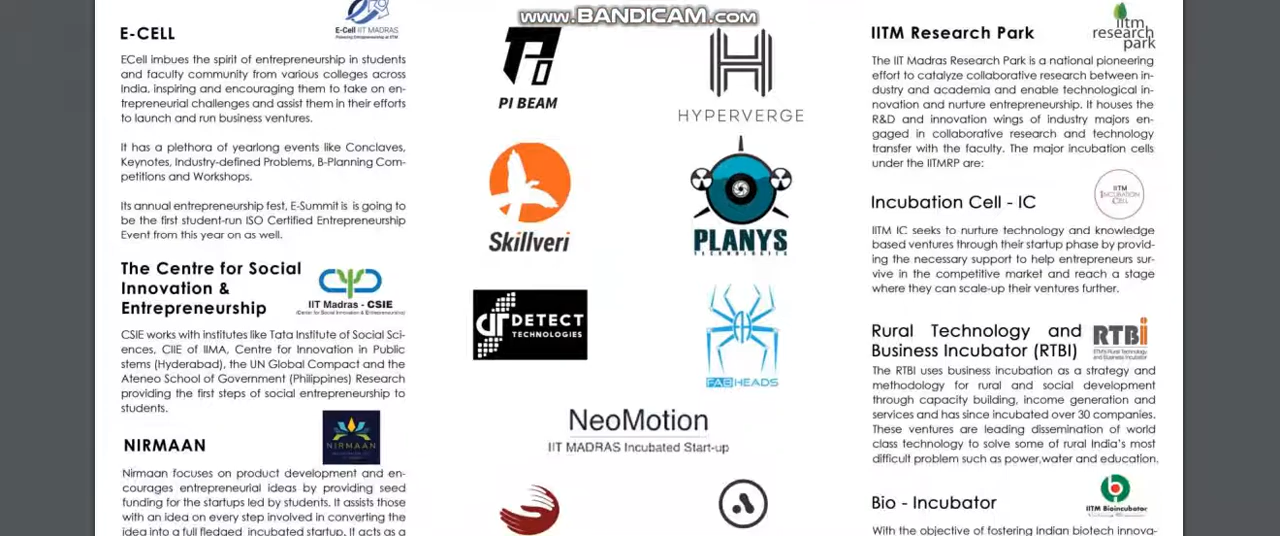 www.BANDICAM.com
E-CELL
E-Cell IIT MADRAS
ECell imbues the spirit of entrepreneurship in students
and faculty community from various colleges across
India, inspiring and encouraging them to take on en-
trepreneurial challenges and assist them in their efforts
to launch and run business ventures.
It has a plethora of yearlong events like Conclaves,
Keynotes, Industry-defined Problems, B-Planning Com-
petitions and Workshops.
Its annual entrepreneurship fest, E-Summit is is going to
be the first student-run ISO Certified Entrepreneurship
Event from this year on as well.
The Centre for Social
Innovation &
Entrepreneurship
IIT Madras - CSIE
(Center for Social Innovation & Entrepreneurship)
CSIE works with institutes like Tata Institute of Social Sci-
ences, CIIE of IIMA, Centre for Innovation in Public
stems (Hyderabad), the UN Global Compact and the
Ateneo School of Government (Philippines) Research
providing the first steps of social entrepreneurship to
students.
NIRMAAN
NIRMAAN
Nirmaan focuses on product development and en-
courages entrepreneurial ideas by providing seed
funding for the startups led by students. It assists those
with an idea on every step involved in converting the
idea into a full fledged incubated startup. It acts as a
PI BEAM
HYPERVERGE
Skillveri
PLANYS
TECHNOLOGIES
DETECT
TECHNOLOGIES
FABHEADS
NeoMotion
IIT MADRAS Incubated Start-up
IITM Research Park
iitm
research
park
The IIT Madras Research Park is a national pioneering
effort to catalyze collaborative research between in-
dustry and academia and enable technological in-
novation and nurture entrepreneurship. It houses the
R&D and innovation wings of industry majors en-
gaged in collaborative research and technology
transfer with the faculty. The major incubation cells
under the IITMRP are:
Incubation Cell - IC
IITM
INCUBATION
CELL
IITM IC seeks to nurture technology and knowledge
based ventures through their startup phase by provid-
ing the necessary support to help entrepreneurs sur-
vive in the competitive market and reach a stage
where they can scale-up their ventures further.
Rural Technology and
Business Incubator (RTBI)
RTBi
IITM's Rural Technology
and Business Incubator
The RTBI uses business incubation as a strategy and
methodology for rural and social development
through capacity building, income generation and
services and has since incubated over 30 companies.
These ventures are leading dissemination of world
class technology to solve some of rural India's most
difficult problem such as power,water and education.
Bio - Incubator
IITM Bioincubator
With the objective of fostering Indian biotech innova-